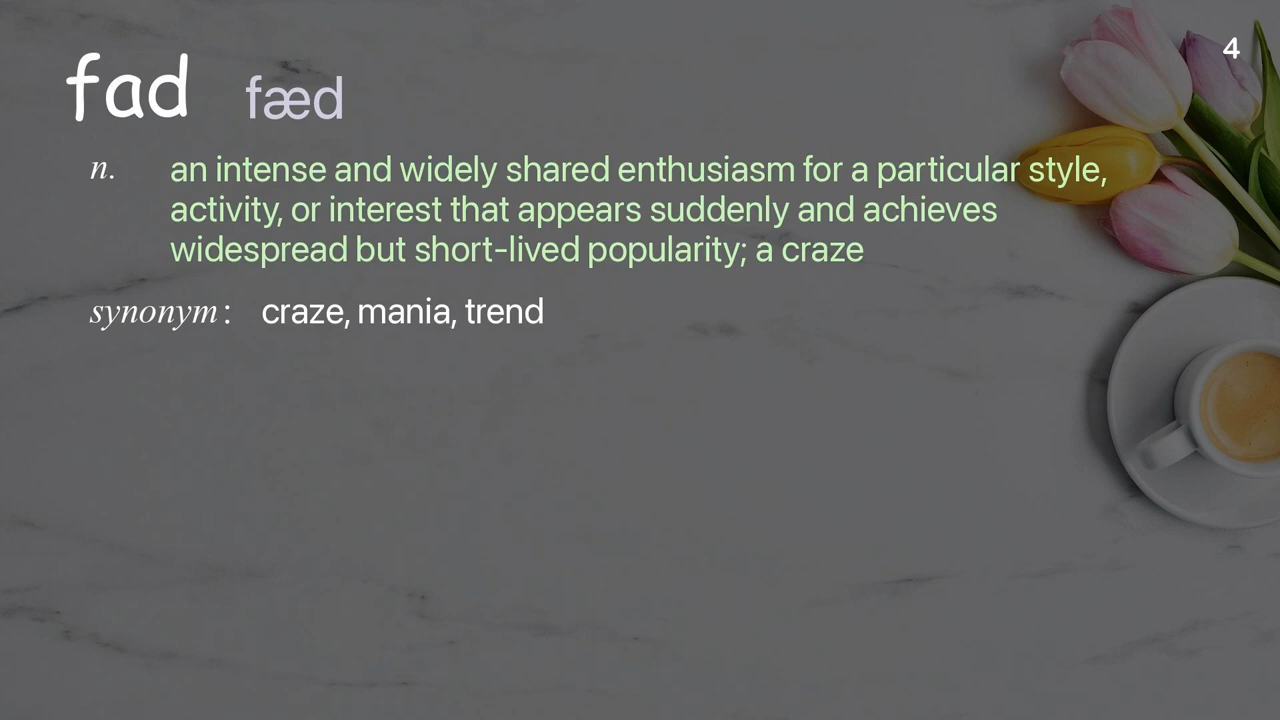 4
fad fæd
n. an intense and widely shared enthusiasm for a particular style,
activity, or interest that appears suddenly and achieves
widespread but short-lived popularity; a craze
synonym: craze, mania, trend